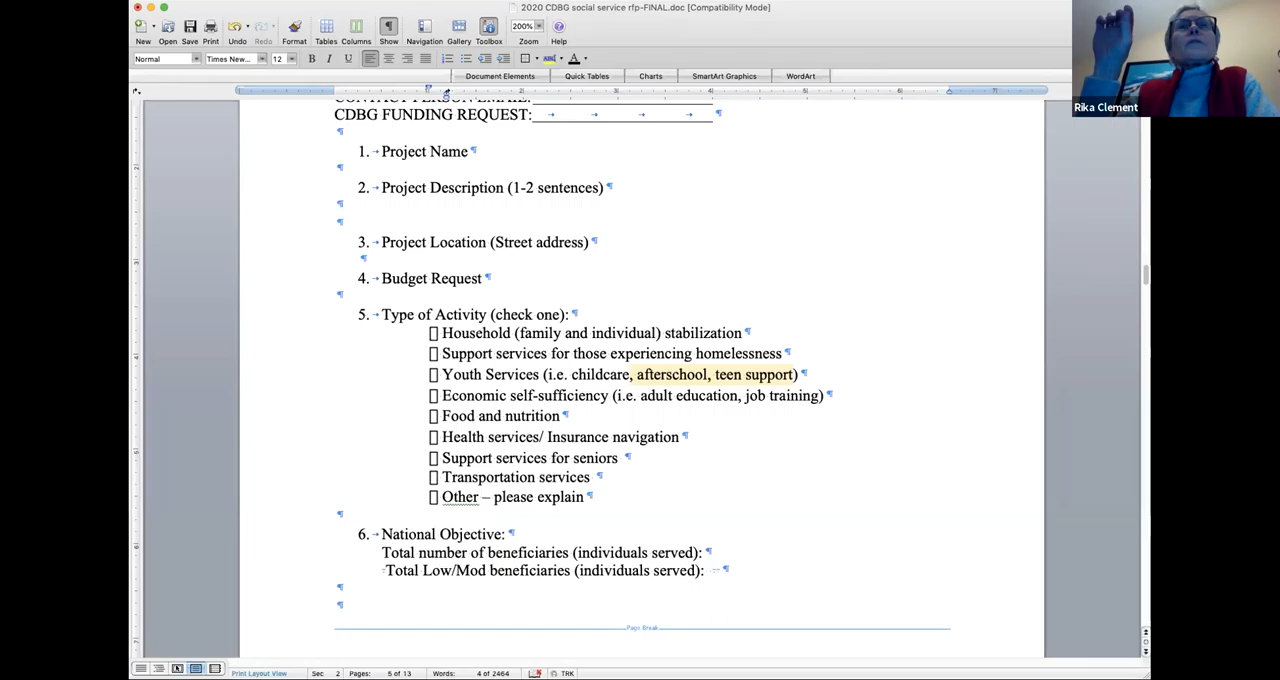 2020 CDBG social service rfp-FINAL.doc [Compatibility Mode]
New Open Save Print Undo Redo Format Tables Columns Show Navigation Gallery Toolbox Zoom Help
200%
Normal Times New... 12 B I U
Document Elements Quick Tables Charts SmartArt Graphics WordArt
Rika Clement
CONTACT PERSON EMAIL:
CDBG FUNDING REQUEST:
1. Project Name
2. Project Description (1-2 sentences)
3. Project Location (Street address)
4. Budget Request
5. Type of Activity (check one):
Household (family and individual) stabilization
Support services for those experiencing homelessness
Youth Services (i.e. childcare, afterschool, teen support)
Economic self-sufficiency (i.e. adult education, job training)
Food and nutrition
Health services/ Insurance navigation
Support services for seniors
Transportation services
Other – please explain
6. National Objective:
Total number of beneficiaries (individuals served):
Total Low/Mod beneficiaries (individuals served):
Page Break
Print Layout View Sec 2 Pages: 5 of 13 Words: 4 of 2464 TRK